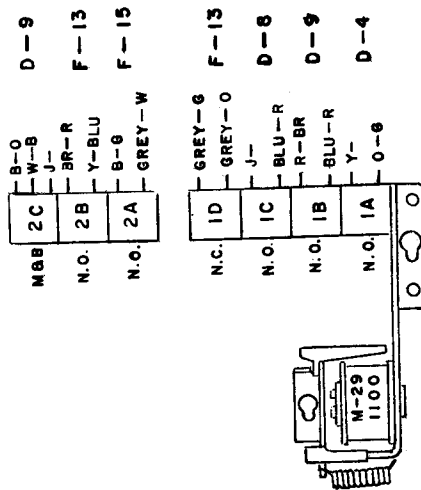 D-9
F-13
F-15
F-13
D-8
D-9
D-4
B-O
W-B
J-
BR-R
Y-BLU
B-G
GREY-W
GREY-G
GREY-O
J-
BLU-R
R-BR
BLU-R
Y-
O-G
2C
2B
2A
1D
1C
1B
1A
M&B
N.O.
N.O.
N.C.
N.O.
N.O.
N.O.
M-29
1100